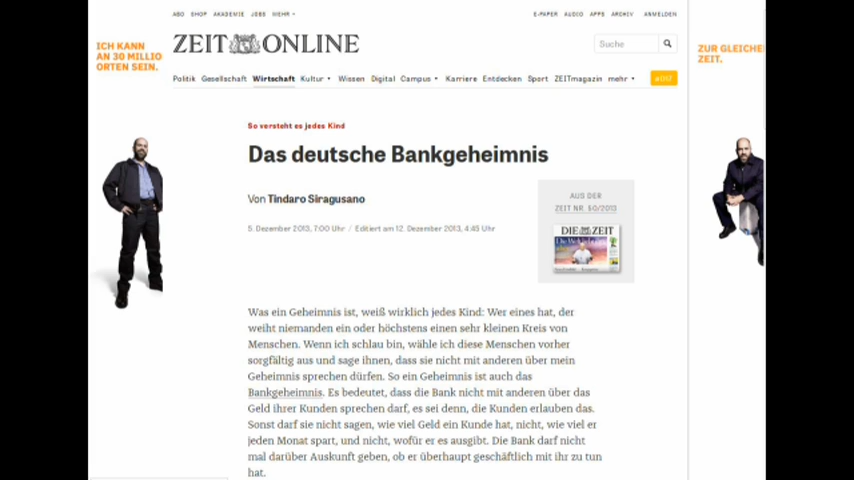 ABO SHOP AKADEMIE JOBS MEHR
E-PAPER AUDIO APPS ARCHIV ANMELDEN
ICH KANN
AN 30 MILLIO
ORTEN SEIN.
ZEIT ONLINE
Suche
ZUR GLEICHE
ZEIT.
Politik Gesellschaft Wirtschaft Kultur Wissen Digital Campus Karriere Entdecken Sport ZEITmagazin mehr
So versteht es jedes Kind
Das deutsche Bankgeheimnis
Von Tindaro Siragusano
5. Dezember 2013, 7:00 Uhr / Editiert am 12. Dezember 2013, 4:45 Uhr
AUS DER
ZEIT NR. 50/2013
DIE ZEIT
Was ein Geheimnis ist, weiß wirklich jedes Kind: Wer eines hat, der
weiht niemanden ein oder höchstens einen sehr kleinen Kreis von
Menschen. Wenn ich schlau bin, wähle ich diese Menschen vorher
sorgfältig aus und sage ihnen, dass sie nicht mit anderen über mein
Geheimnis sprechen dürfen. So ein Geheimnis ist auch das
Bankgeheimnis. Es bedeutet, dass die Bank nicht mit anderen über das
Geld ihrer Kunden sprechen darf, es sei denn, die Kunden erlauben das.
Sonst darf sie nicht sagen, wie viel Geld ein Kunde hat, nicht, wie viel er
jeden Monat spart, und nicht, wofür er es ausgibt. Die Bank darf nicht
mal darüber Auskunft geben, ob er überhaupt geschäftlich mit ihr zu tun
hat.